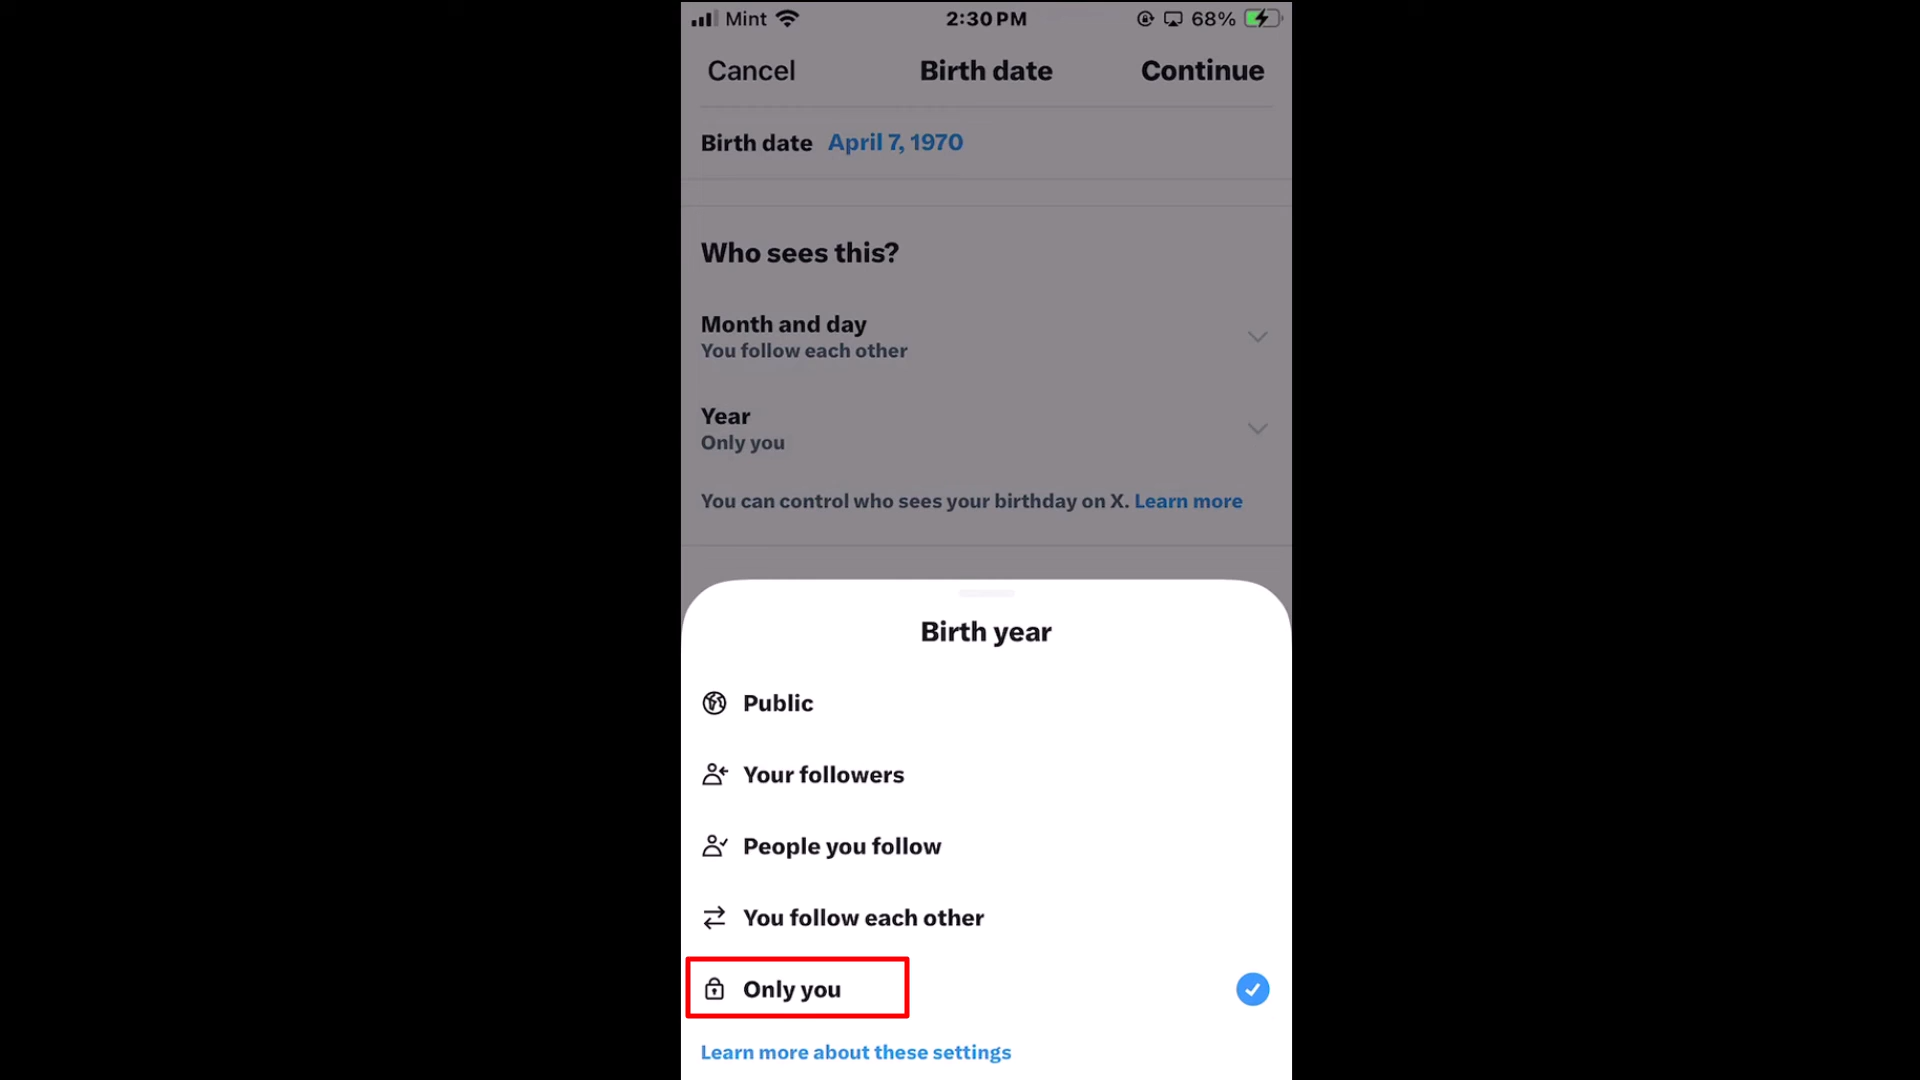 Mint 2:30 PM 68%
Cancel Birth date Continue
Birth date April 7, 1970
Who sees this?
Month and day
You follow each other
Year
Only you
You can control who sees your birthday on X. Learn more
Birth year
Public
Your followers
People you follow
You follow each other
Only you
Learn more about these settings